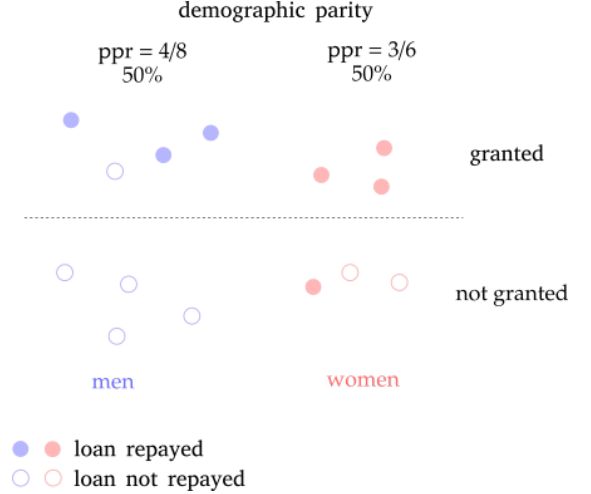 demographic parity
ppr = 4/8
50%
ppr = 3/6
50%
granted
not granted
men
women
loan repayed
loan not repayed